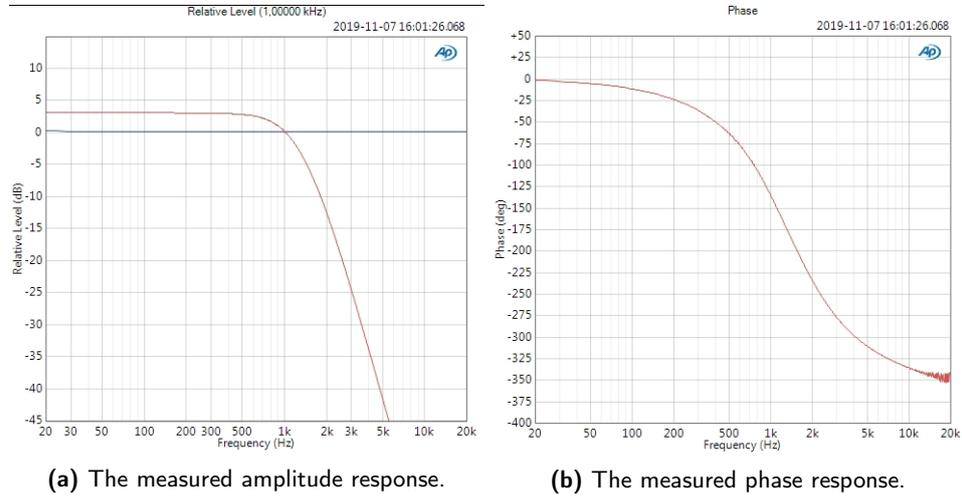 Relative Level (1,00000 kHz)
2019-11-07 16:01:26.068
AP
10
5
0
-5
-10
-15
-20
-25
-30
-35
-40
-45
Relative Level (dB)
20 30 50 100 200 300 500 1k 2k 3k 5k 10k 20k
Frequency (Hz)
(a) The measured amplitude response.
Phase
2019-11-07 16:01:26.068
AP
+50
+25
0
-25
-50
-75
-100
-125
-150
-175
-200
-225
-250
-275
-300
-325
-350
-375
-400
Phase (deg)
20 50 100 200 500 1k 2k 5k 10k 20k
Frequency (Hz)
(b) The measured phase response.